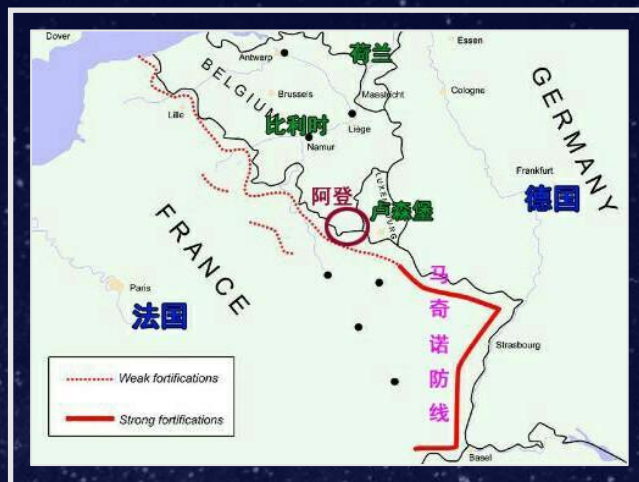 Dover
Antwerp
荷兰
Essen
BELGIUM
Brussels
Maastricht
Cologne
GERMANY
Lille
比利时
Liège
Namur
Frankfurt
阿登
卢森堡
LUXEMBOURG
德国
FRANCE
Paris
法国
马奇诺防线
Strasbourg
Weak fortifications
Strong fortifications
Basel